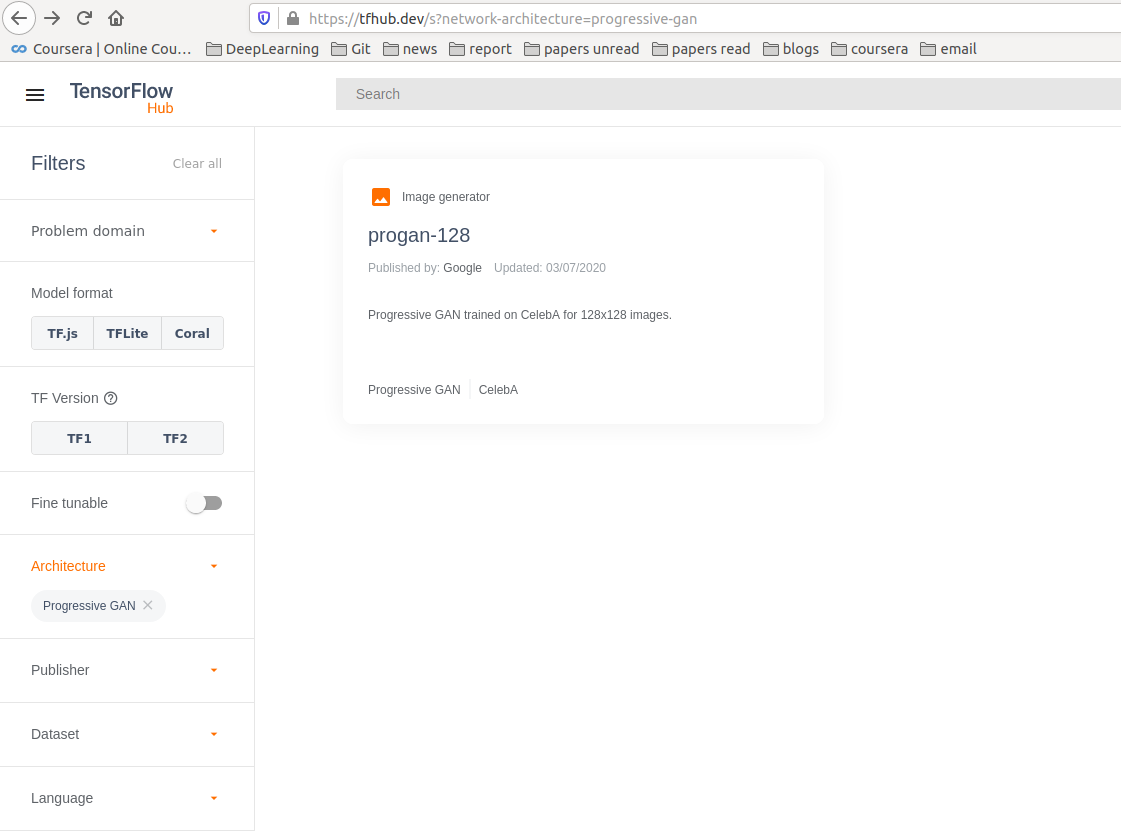 https://tfhub.dev/s?network-architecture=progressive-gan
Coursera | Online Cou… DeepLearning Git news report papers unread papers read blogs coursera email
TensorFlow
Hub
Search
Filters
Clear all
Problem domain
Model format
TF.js TFLite Coral
TF Version
TF1 TF2
Fine tunable
Architecture
Progressive GAN
Publisher
Dataset
Language
Image generator
progan-128
Published by: Google Updated: 03/07/2020
Progressive GAN trained on CelebA for 128x128 images.
Progressive GAN CelebA